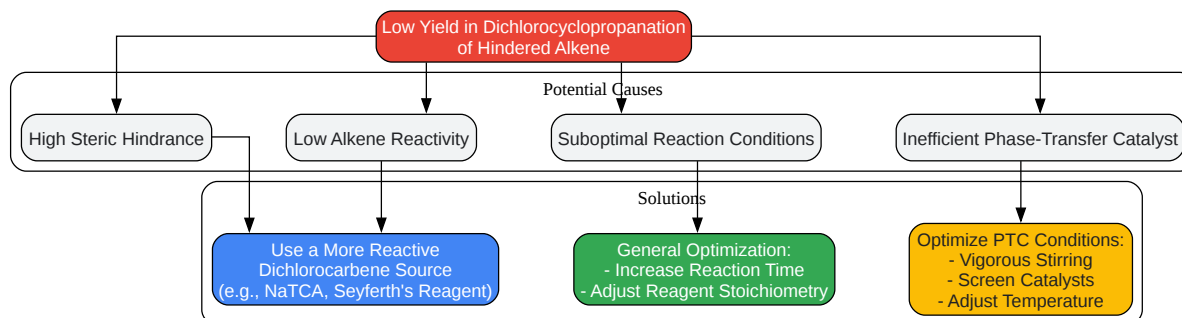 Low Yield in Dichlorocyclopropanation
of Hindered Alkene
Potential Causes
High Steric Hindrance
Low Alkene Reactivity
Suboptimal Reaction Conditions
Inefficient Phase-Transfer Catalyst
Solutions
Use a More Reactive
Dichlorocarbene Source
(e.g., NaTCA, Seyferth's Reagent)
General Optimization:
- Increase Reaction Time
- Adjust Reagent Stoichiometry
Optimize PTC Conditions:
- Vigorous Stirring
- Screen Catalysts
- Adjust Temperature